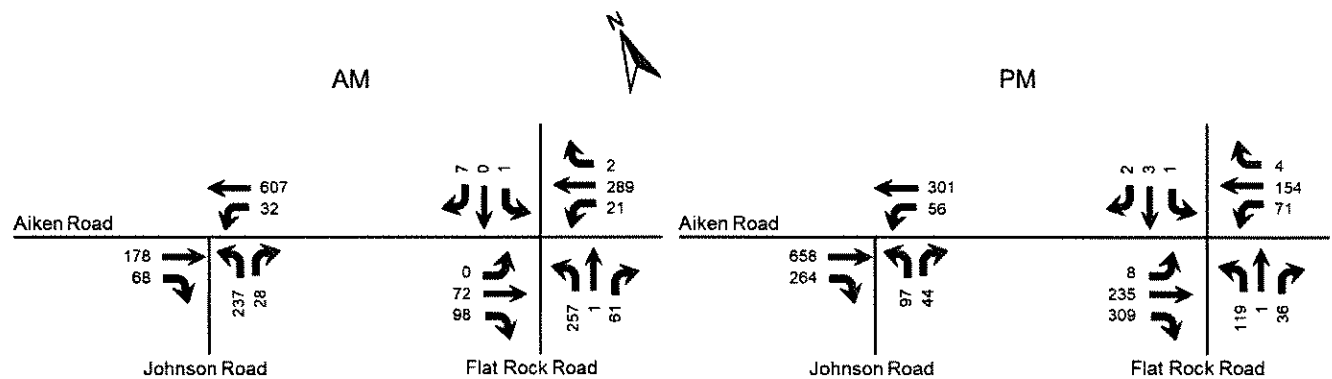 N
AM
PM
7 0 1
2
289
21
607
32
Aiken Road
178
68
237 28
0
72
98
257 1 61
Johnson Road
Flat Rock Road
2 3 1
4
154
71
301
56
Aiken Road
658
264
97 44
8
235
309
119 1 36
Johnson Road
Flat Rock Road